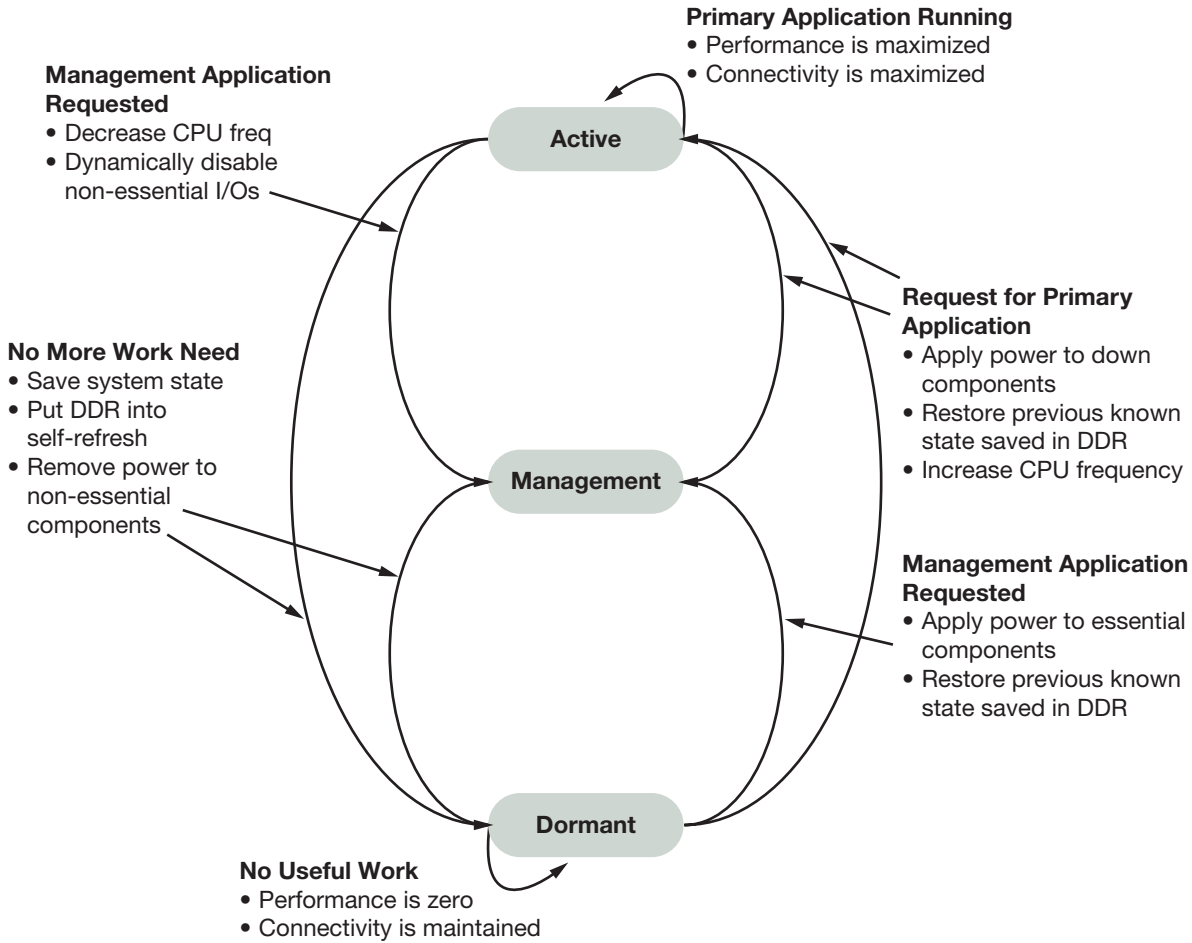 Primary Application Running
• Performance is maximized
• Connectivity is maximized
Management Application
Requested
• Decrease CPU freq
• Dynamically disable
non-essential I/Os
Active
Request for Primary
Application
• Apply power to down
components
• Restore previous known
state saved in DDR
• Increase CPU frequency
No More Work Need
• Save system state
• Put DDR into
self-refresh
• Remove power to
non-essential
components
Management
Management Application
Requested
• Apply power to essential
components
• Restore previous known
state saved in DDR
Dormant
No Useful Work
• Performance is zero
• Connectivity is maintained